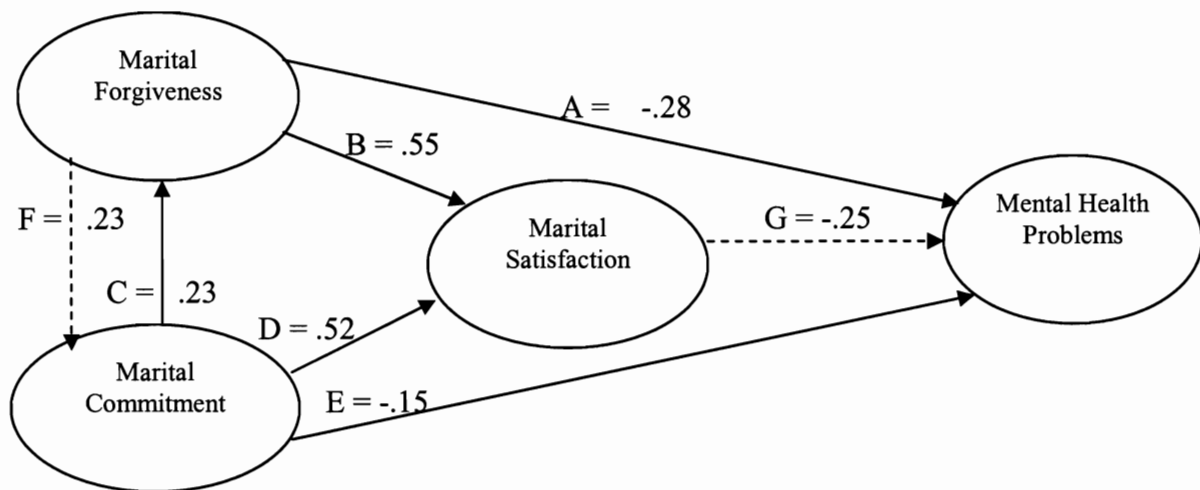 Marital
Forgiveness
A = -.28
B = .55
Mental Health
Problems
F = .23
Marital
Satisfaction
G = -.25
C = .23
D = .52
Marital
Commitment
E = -.15